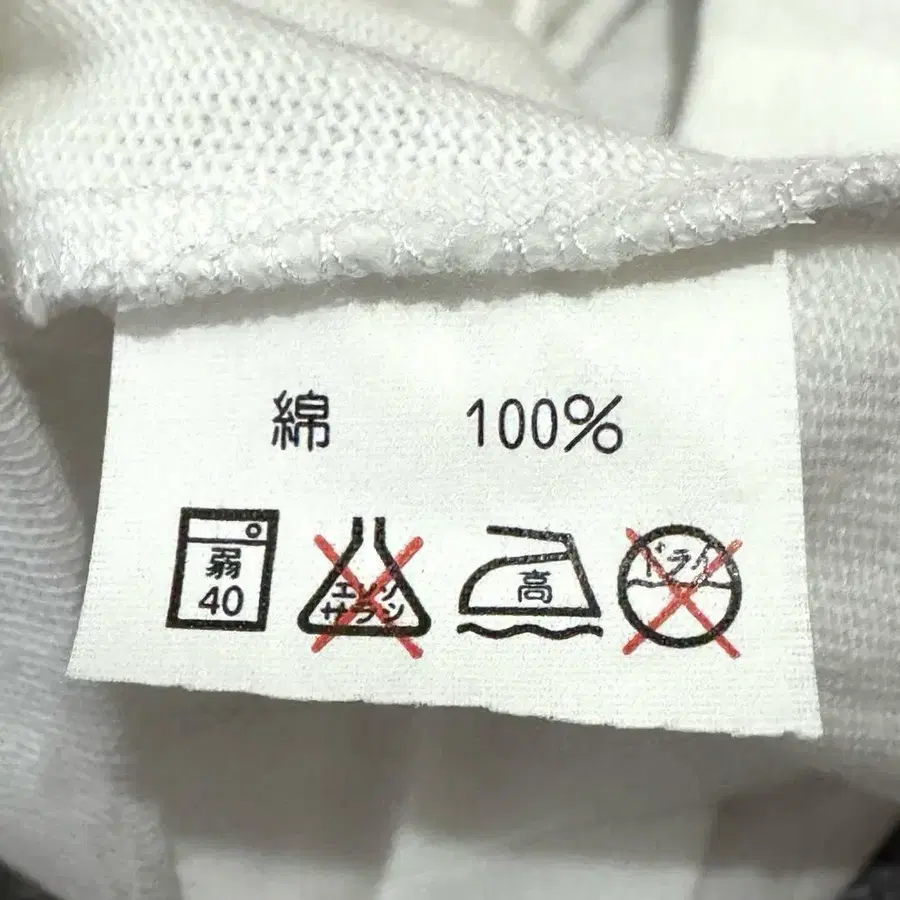 綿 100%
弱 40
エンソサラシ
高
ドライ